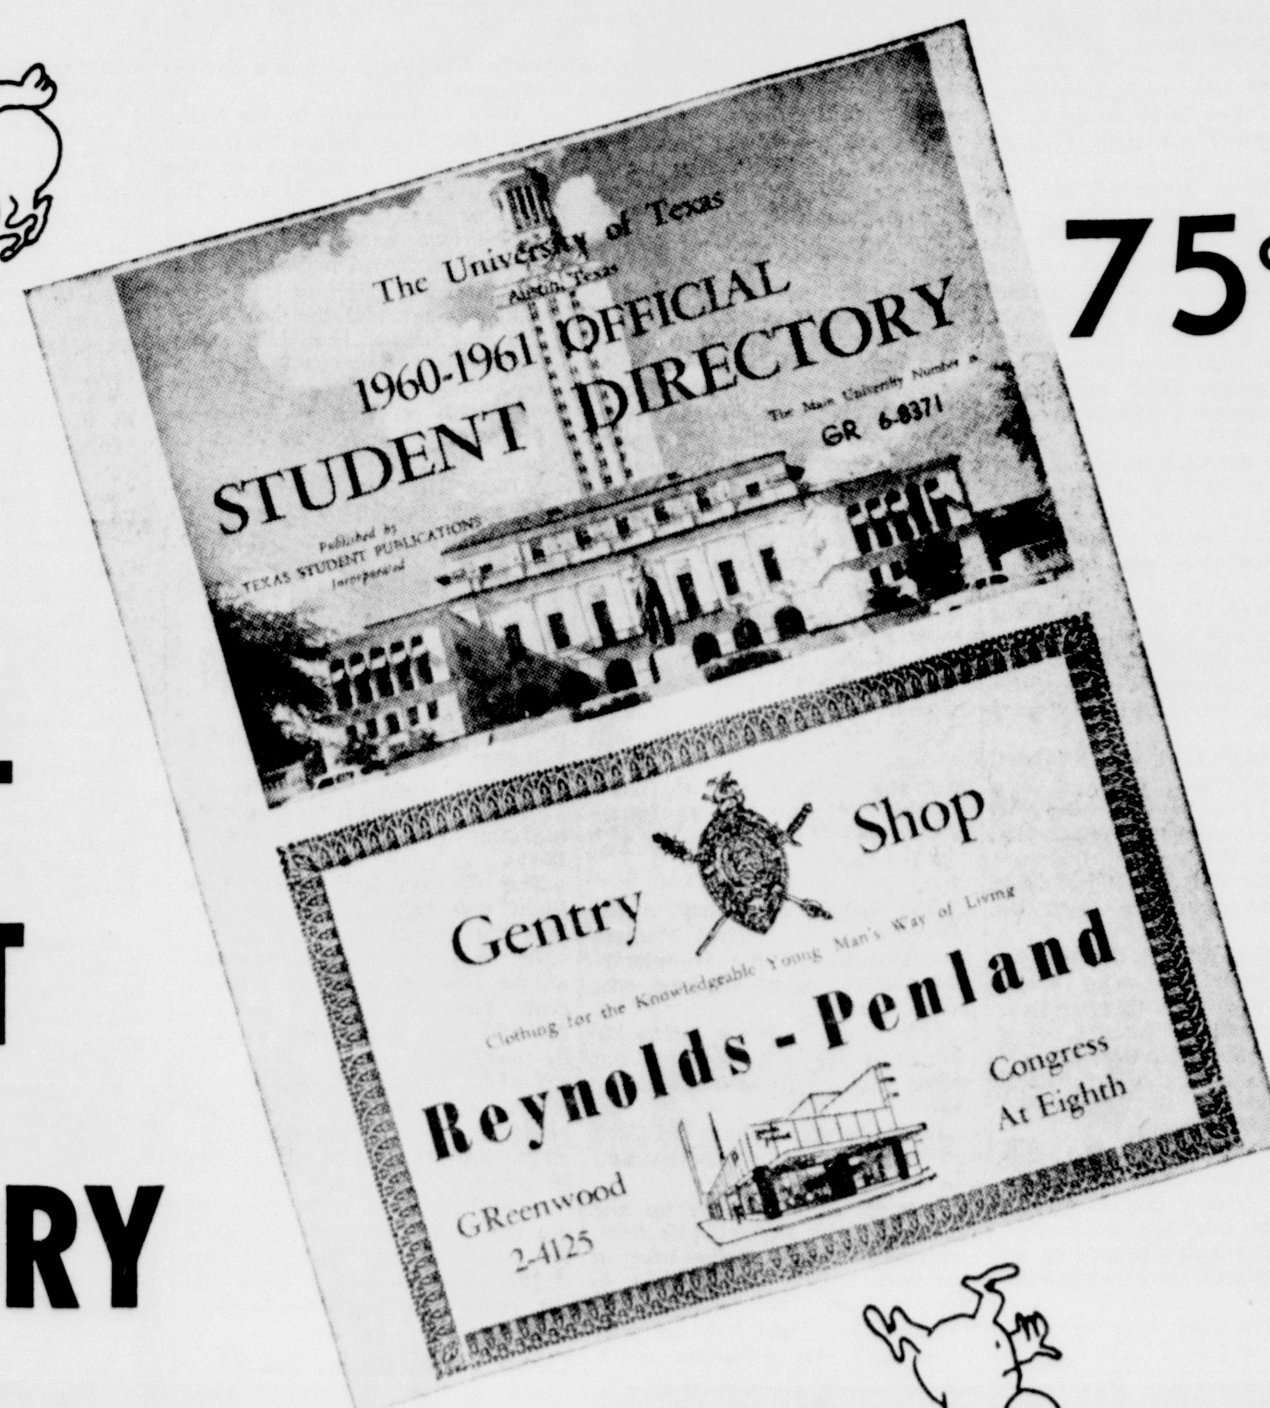 The University of Texas
Austin, Texas
1960-1961 OFFICIAL
STUDENT DIRECTORY
The Main University Number is
GR 6-8371
Published by
TEXAS STUDENT PUBLICATIONS
Incorporated
75¢
Gentry Shop
Clothing for the Knowledgeable Young Man's Way of Living
Reynolds - Penland
Congress
At Eighth
GReenwood
2-4125
T
RY